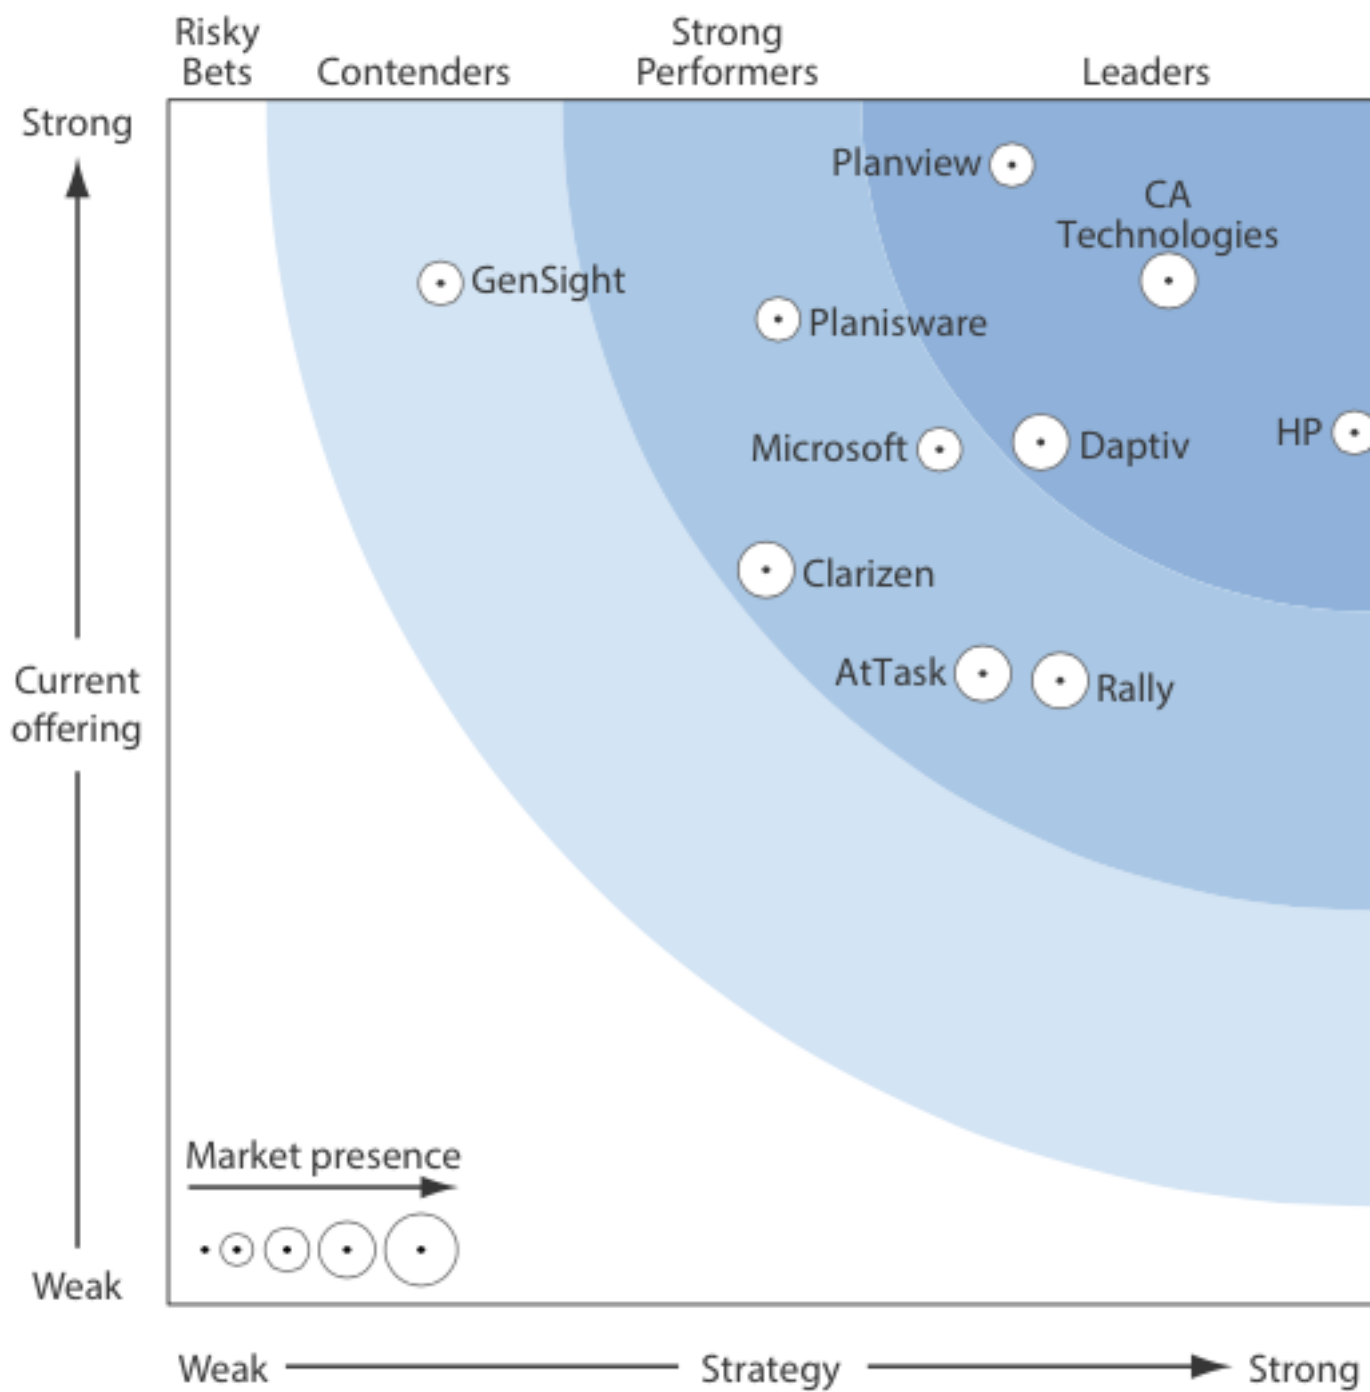 Risky
Bets
Contenders
Strong
Performers
Leaders
Strong
Planview
CA
Technologies
GenSight
Planisware
Microsoft
Daptiv
HP
Clarizen
AtTask
Rally
Current
offering
Market presence
Weak
Weak
Strategy
Strong